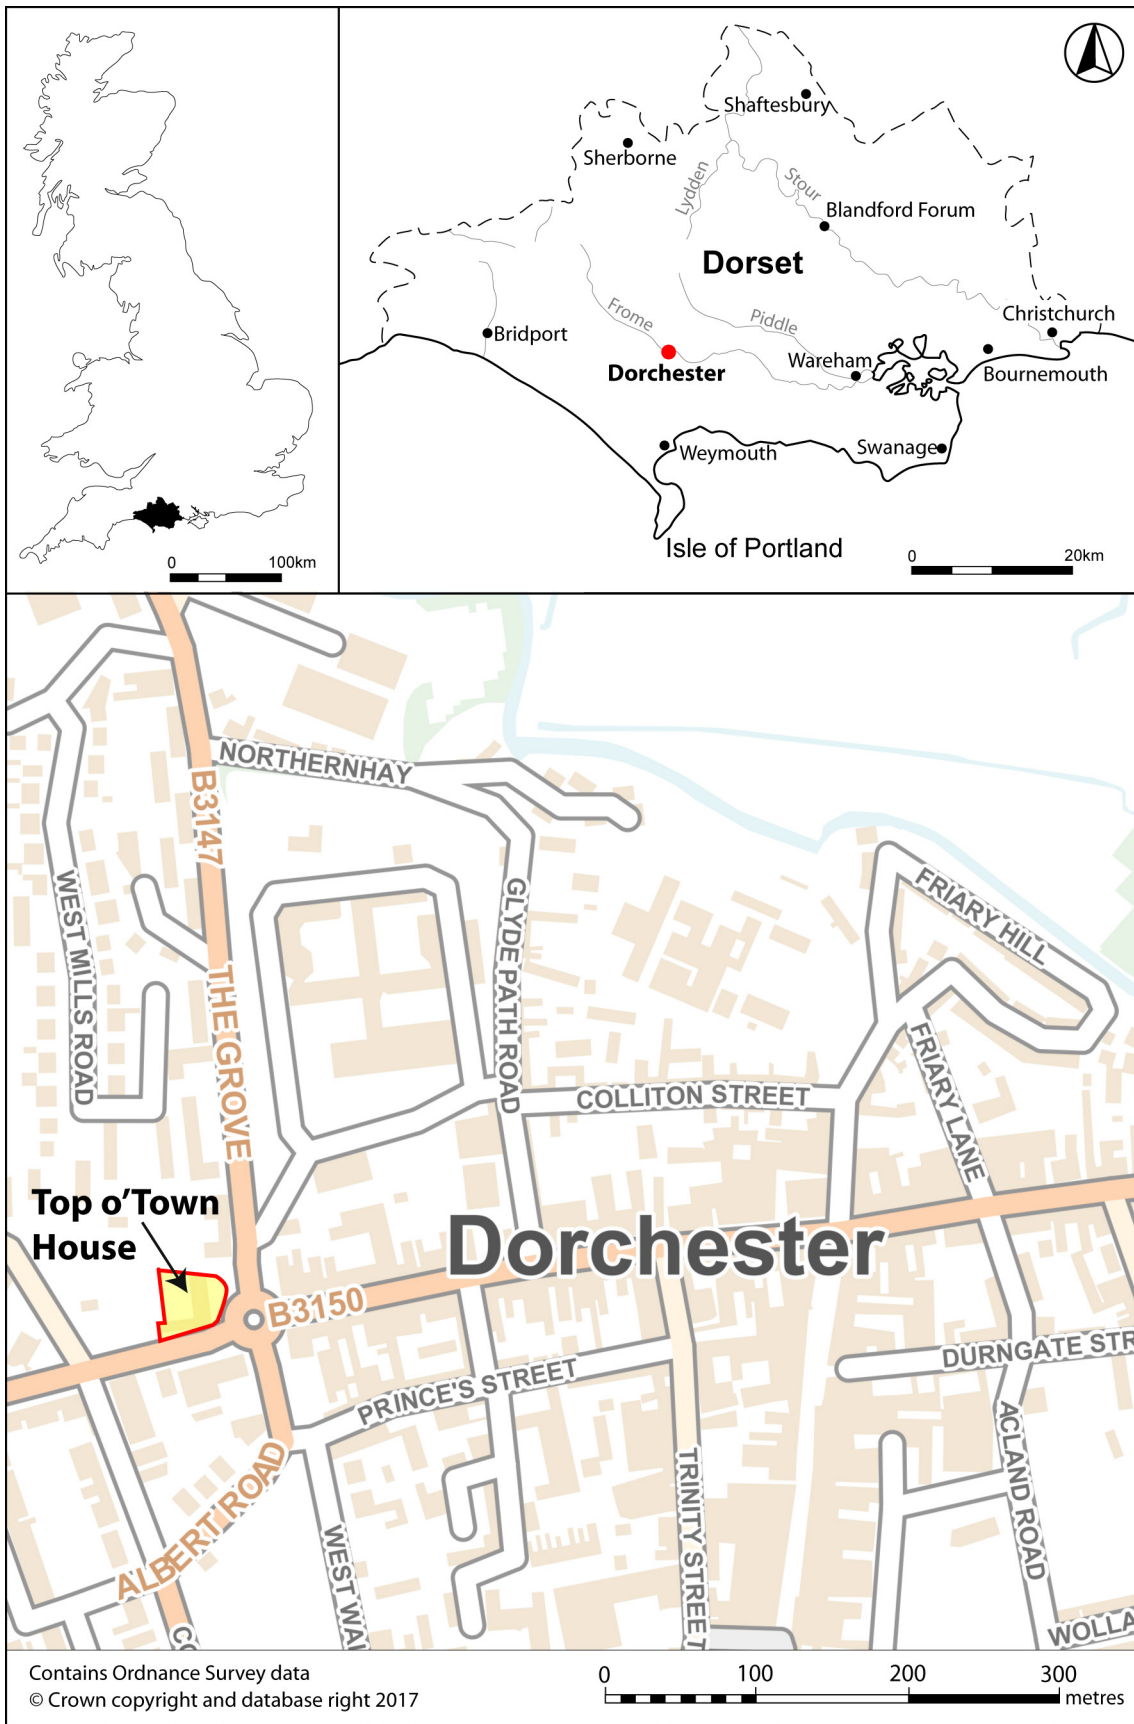 0
100km
Shaftesbury
Sherborne
Lydden
Stour
Blandford Forum
Dorset
Frome
Piddle
Christchurch
Bridport
Dorchester
Wareham
Bournemouth
Weymouth
Swanage
Isle of Portland
0
20km
NORTHERNHAY
B3147
WEST MILLS ROAD
GLYDE PATH ROAD
FRIARY HILL
THE GROVE
FRIARY LANE
COLLITON STREET
Top o'Town
House
Dorchester
B3150
DURNGATE STR
PRINCE'S STREET
ACLAND ROAD
ALBERT ROAD
TRINITY STREET
WEST WAL
CO
WOLLA
Contains Ordnance Survey data
© Crown copyright and database right 2017
0
100
200
300
metres